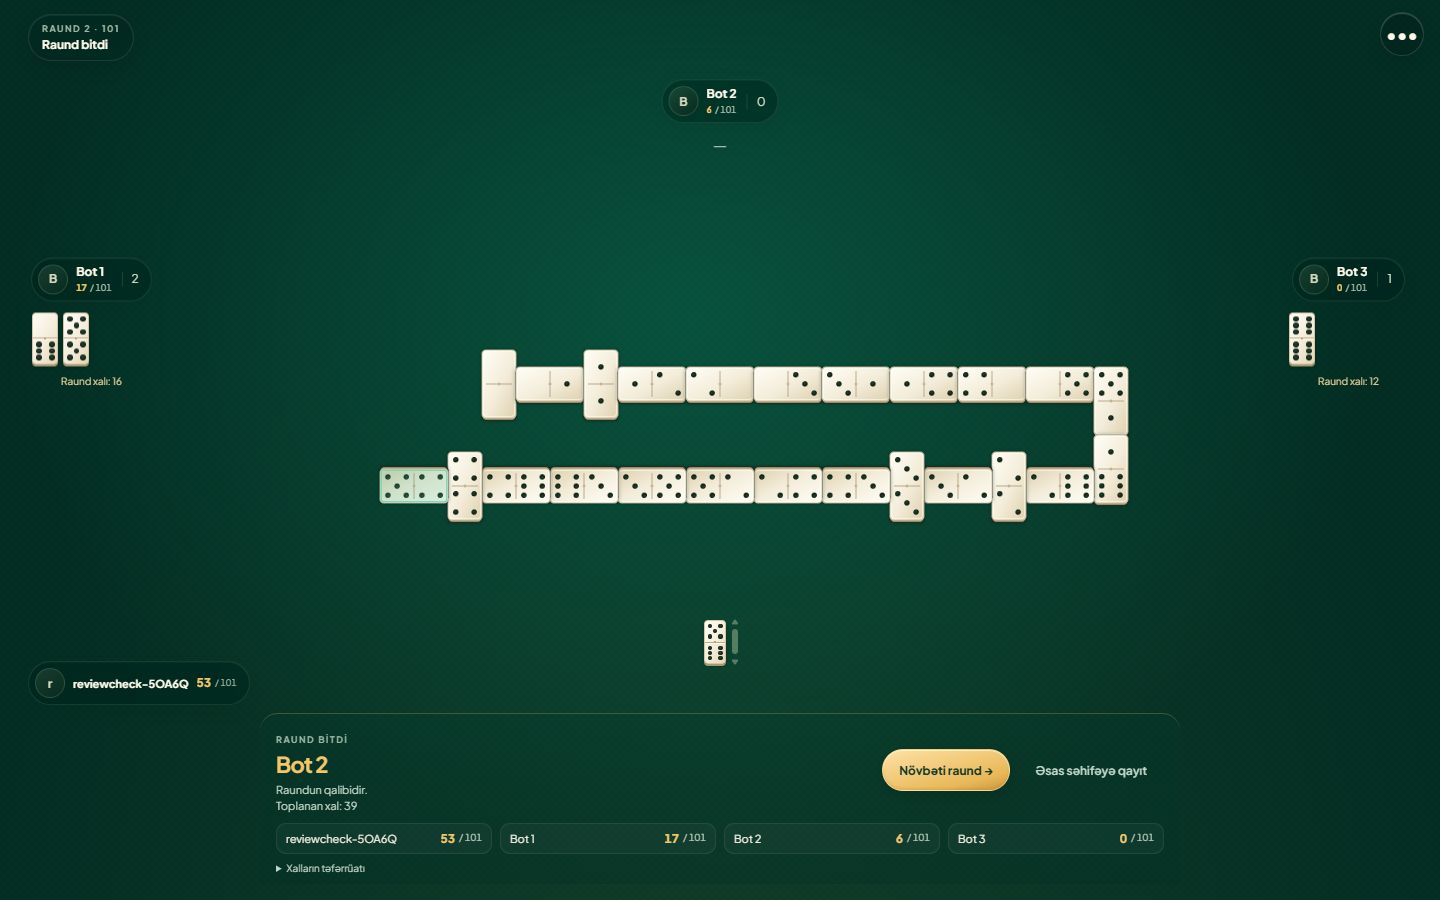 RAUND 2 · 101
Raund bitdi
B
Bot 2
6 / 101
0
—
B
Bot 1
17 / 101
2
Raund xalı: 16
B
Bot 3
0 / 101
1
Raund xalı: 12
r
reviewcheck-5OA6Q
53 / 101
RAUND BİTDİ
Bot 2
Raundun qalibidir.
Toplanan xal: 39
Növbəti raund →
Əsas səhifəyə qayıt
reviewcheck-5OA6Q
53 / 101
Bot 1
17 / 101
Bot 2
6 / 101
Bot 3
0 / 101
Xalların təfərrüatı